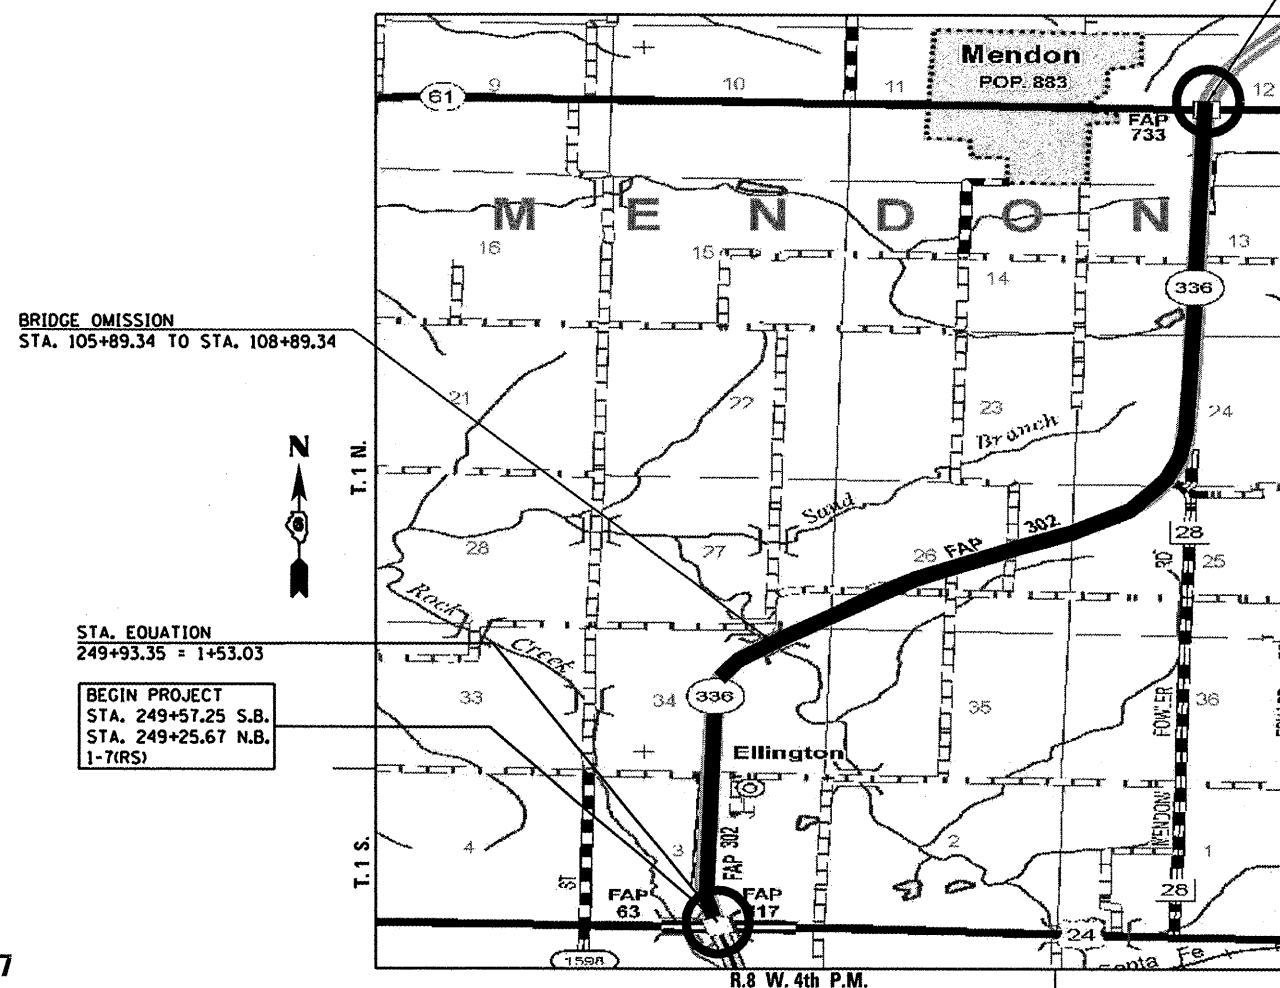 Mendon
POP. 883
9
10
11
12
61
FAP
733
M E N D O N
16
15
14
13
336
BRIDGE OMISSION
STA. 105+89.34 TO STA. 108+89.34
21
22
23
24
Branch
T. 1 N.
N
6
Sand
28
27
26
FAP 302
28
RD
25
Rock
Creek
STA. EQUATION
249+93.35 = 1+53.03
BEGIN PROJECT
STA. 249+57.25 S.B.
STA. 249+25.67 N.B.
1-7(RS)
33
34
336
35
FOWLER
36
Ellington
T. 1 S.
4
3
FAP 302
2
MENDON
1
ST
FAP
63
FAP
28
24
1598
Santa Fe
R.8 W. 4th P.M.
7